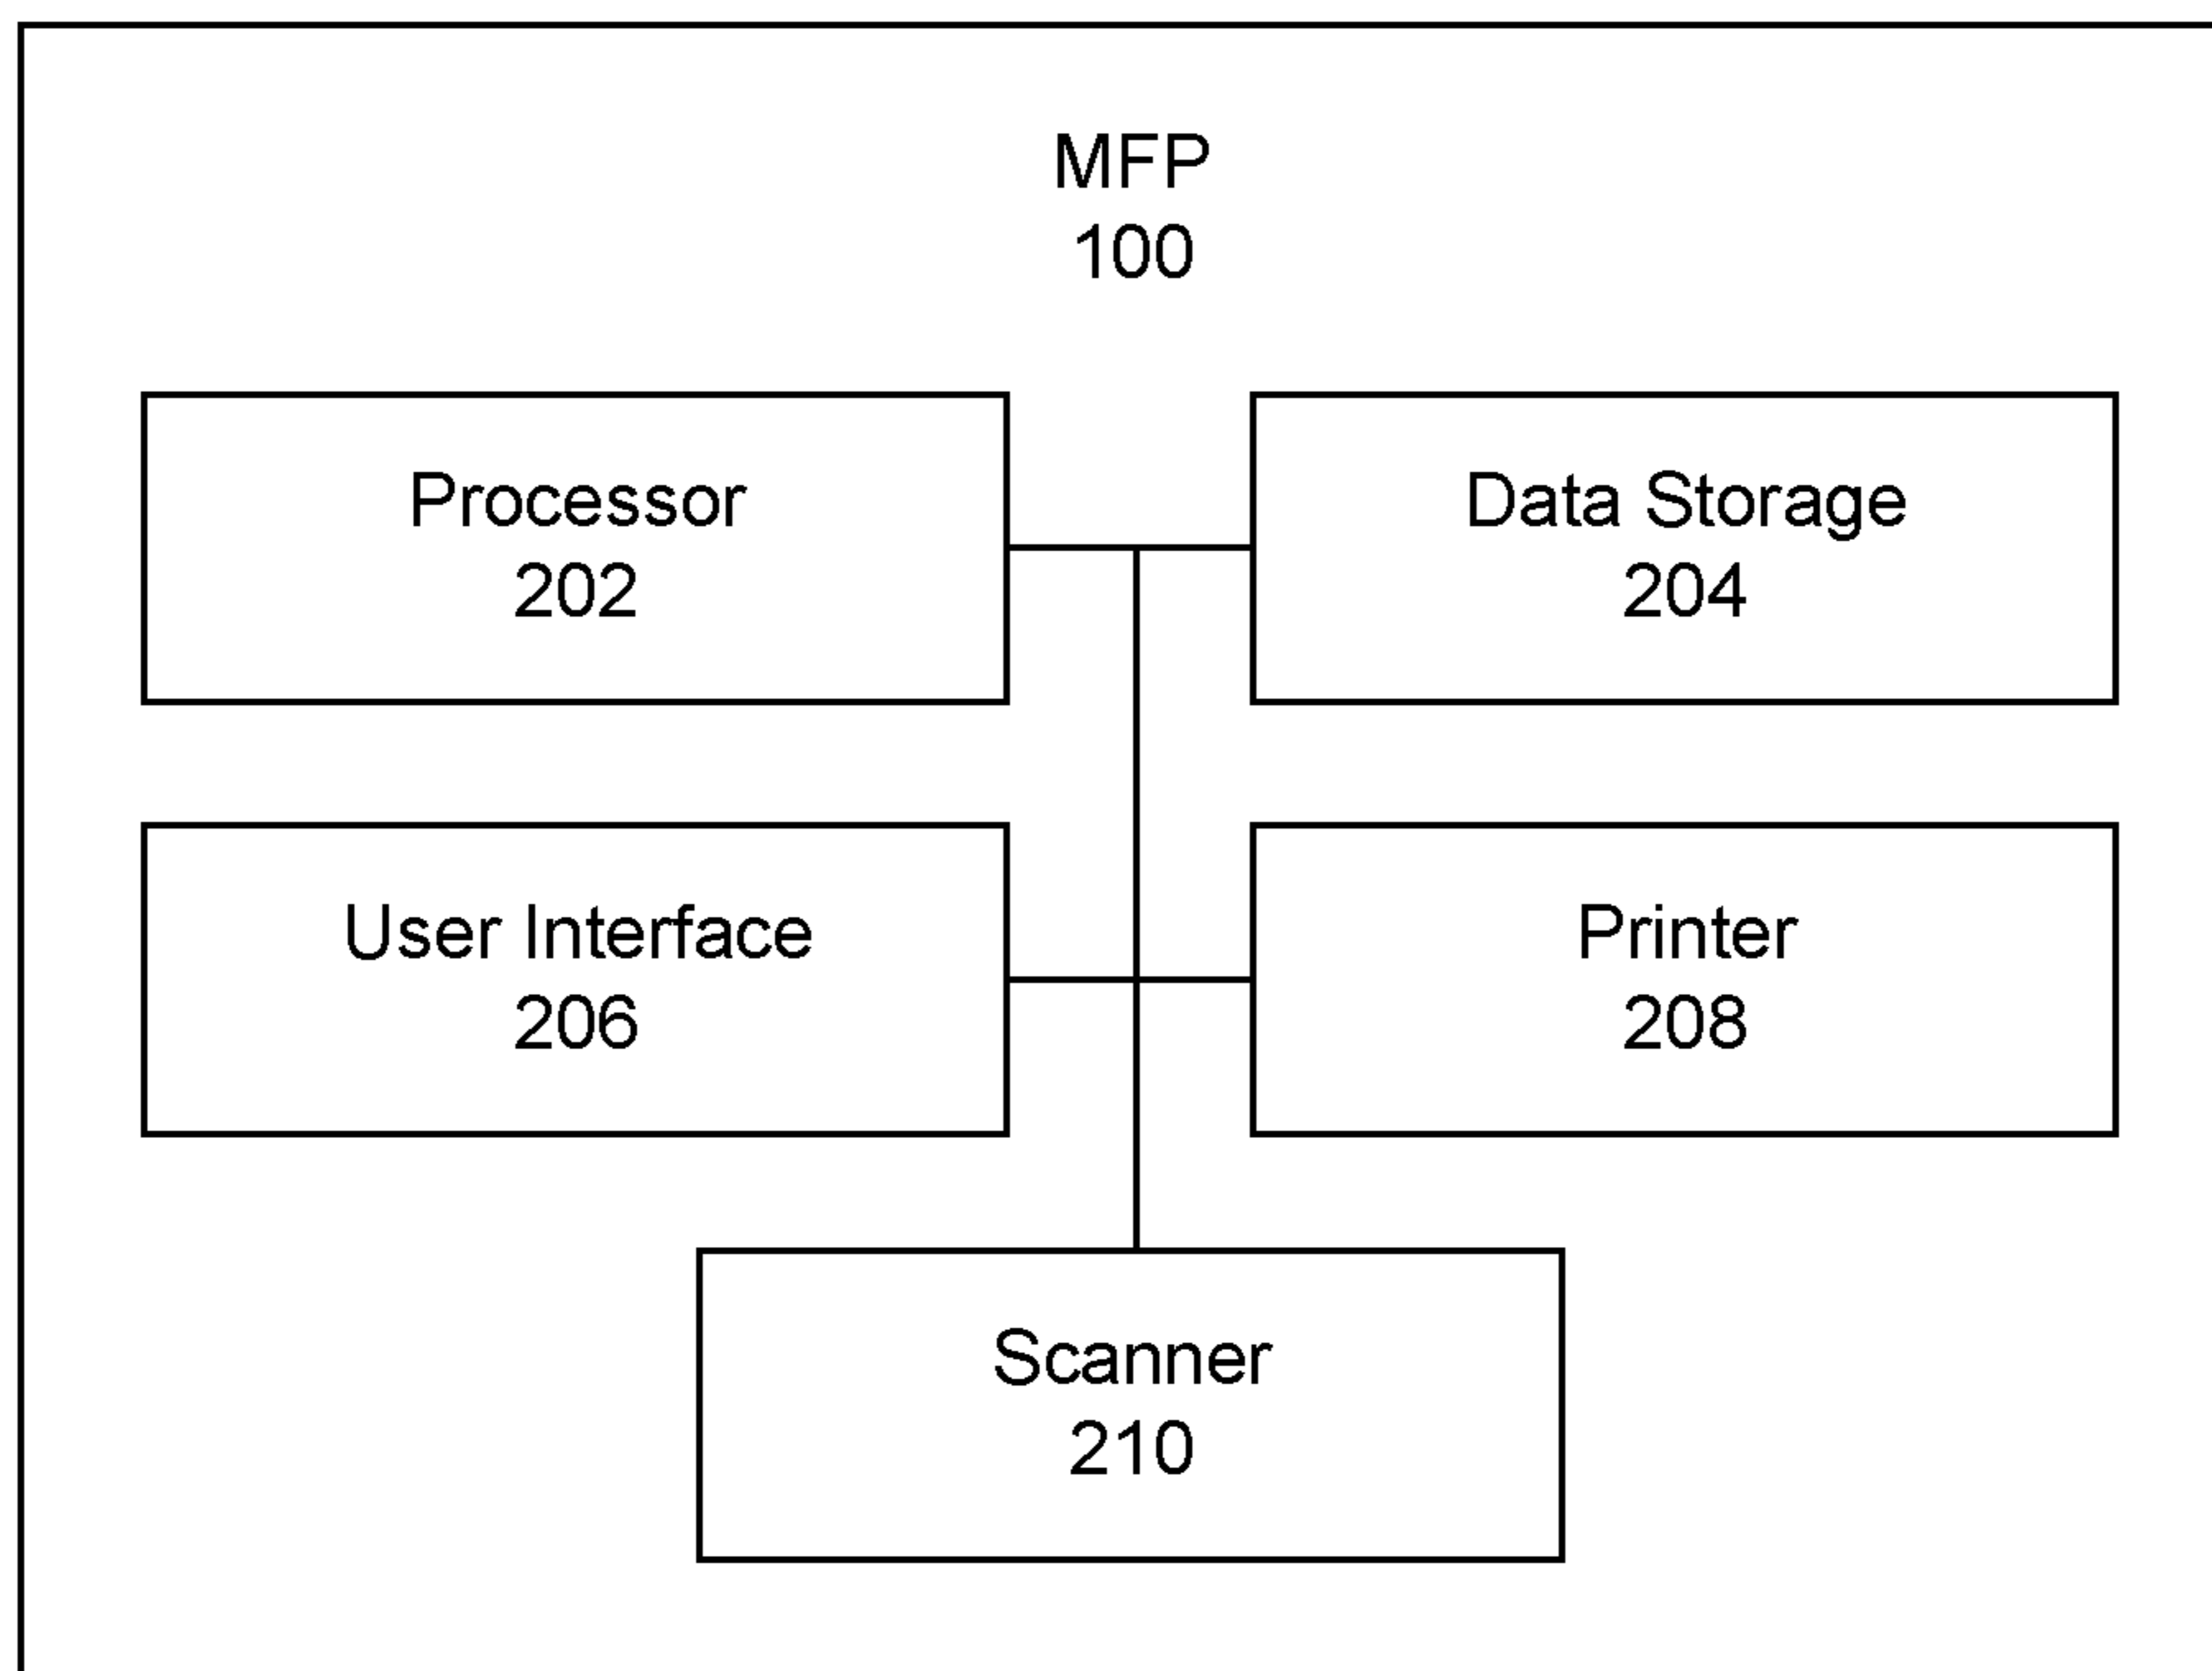 MFP
100
Processor
202
Data Storage
204
User Interface
206
Printer
208
Scanner
210